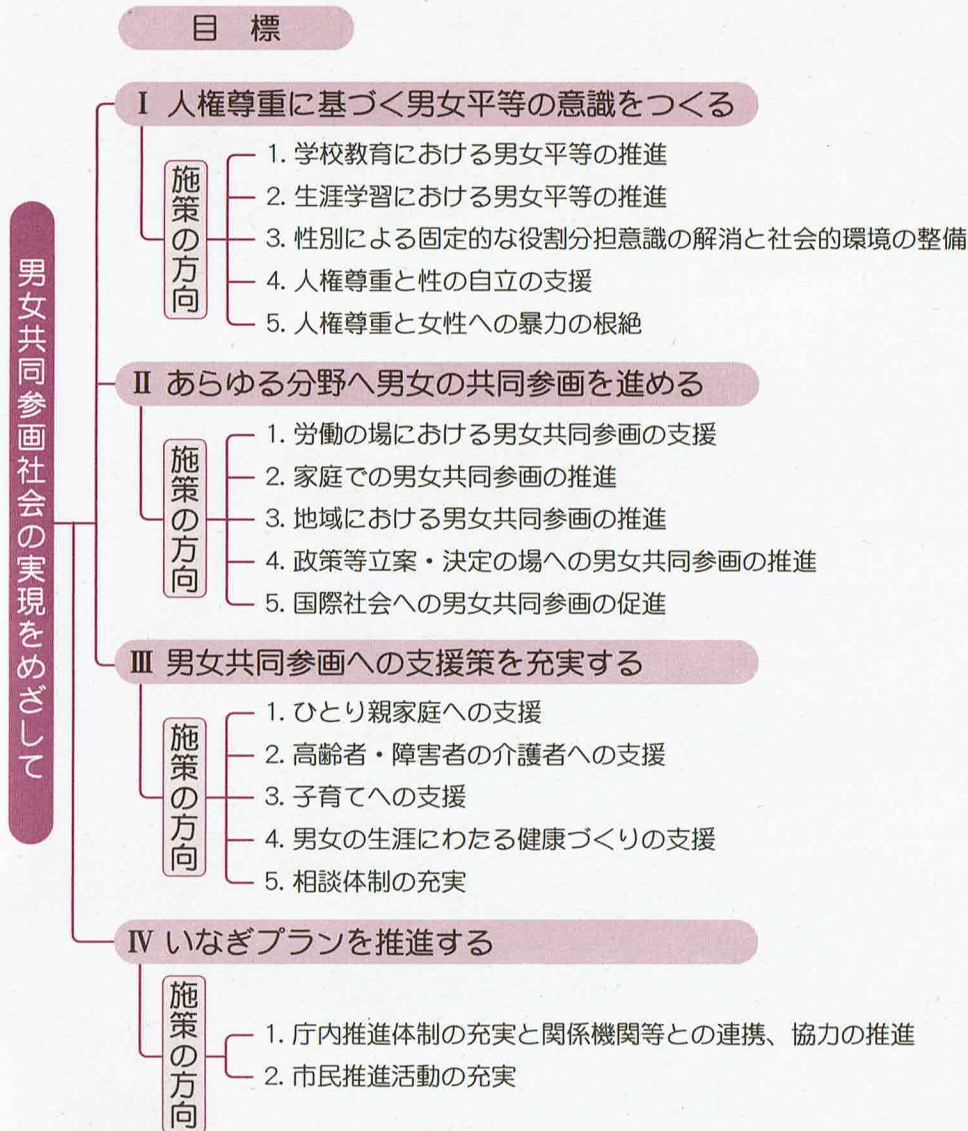 目 標
男女共同参画社会の実現をめざして
Ⅰ 人権尊重に基づく男女平等の意識をつくる
施策の方向
1. 学校教育における男女平等の推進
2. 生涯学習における男女平等の推進
3. 性別による固定的な役割分担意識の解消と社会的環境の整備
4. 人権尊重と性の自立の支援
5. 人権尊重と女性への暴力の根絶
Ⅱ あらゆる分野へ男女の共同参画を進める
施策の方向
1. 労働の場における男女共同参画の支援
2. 家庭での男女共同参画の推進
3. 地域における男女共同参画の推進
4. 政策等立案・決定の場への男女共同参画の推進
5. 国際社会への男女共同参画の促進
Ⅲ 男女共同参画への支援策を充実する
施策の方向
1. ひとり親家庭への支援
2. 高齢者・障害者の介護者への支援
3. 子育てへの支援
4. 男女の生涯にわたる健康づくりの支援
5. 相談体制の充実
Ⅳ いなぎプランを推進する
施策の方向
1. 庁内推進体制の充実と関係機関等との連携、協力の推進
2. 市民推進活動の充実